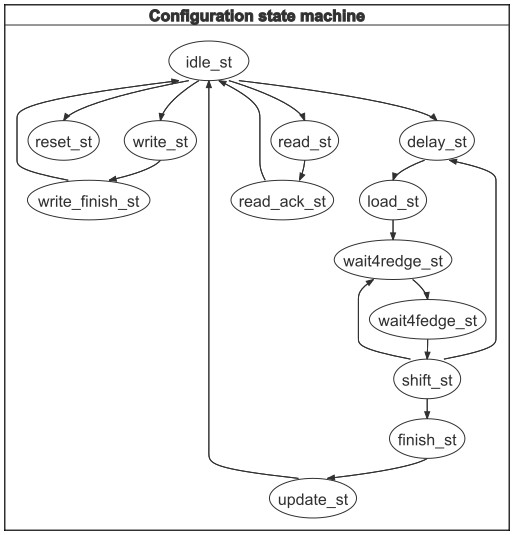 Configuration state machine
idle_st
reset_st
write_st
read_st
delay_st
write_finish_st
read_ack_st
load_st
wait4redge_st
wait4fedge_st
shift_st
finish_st
update_st